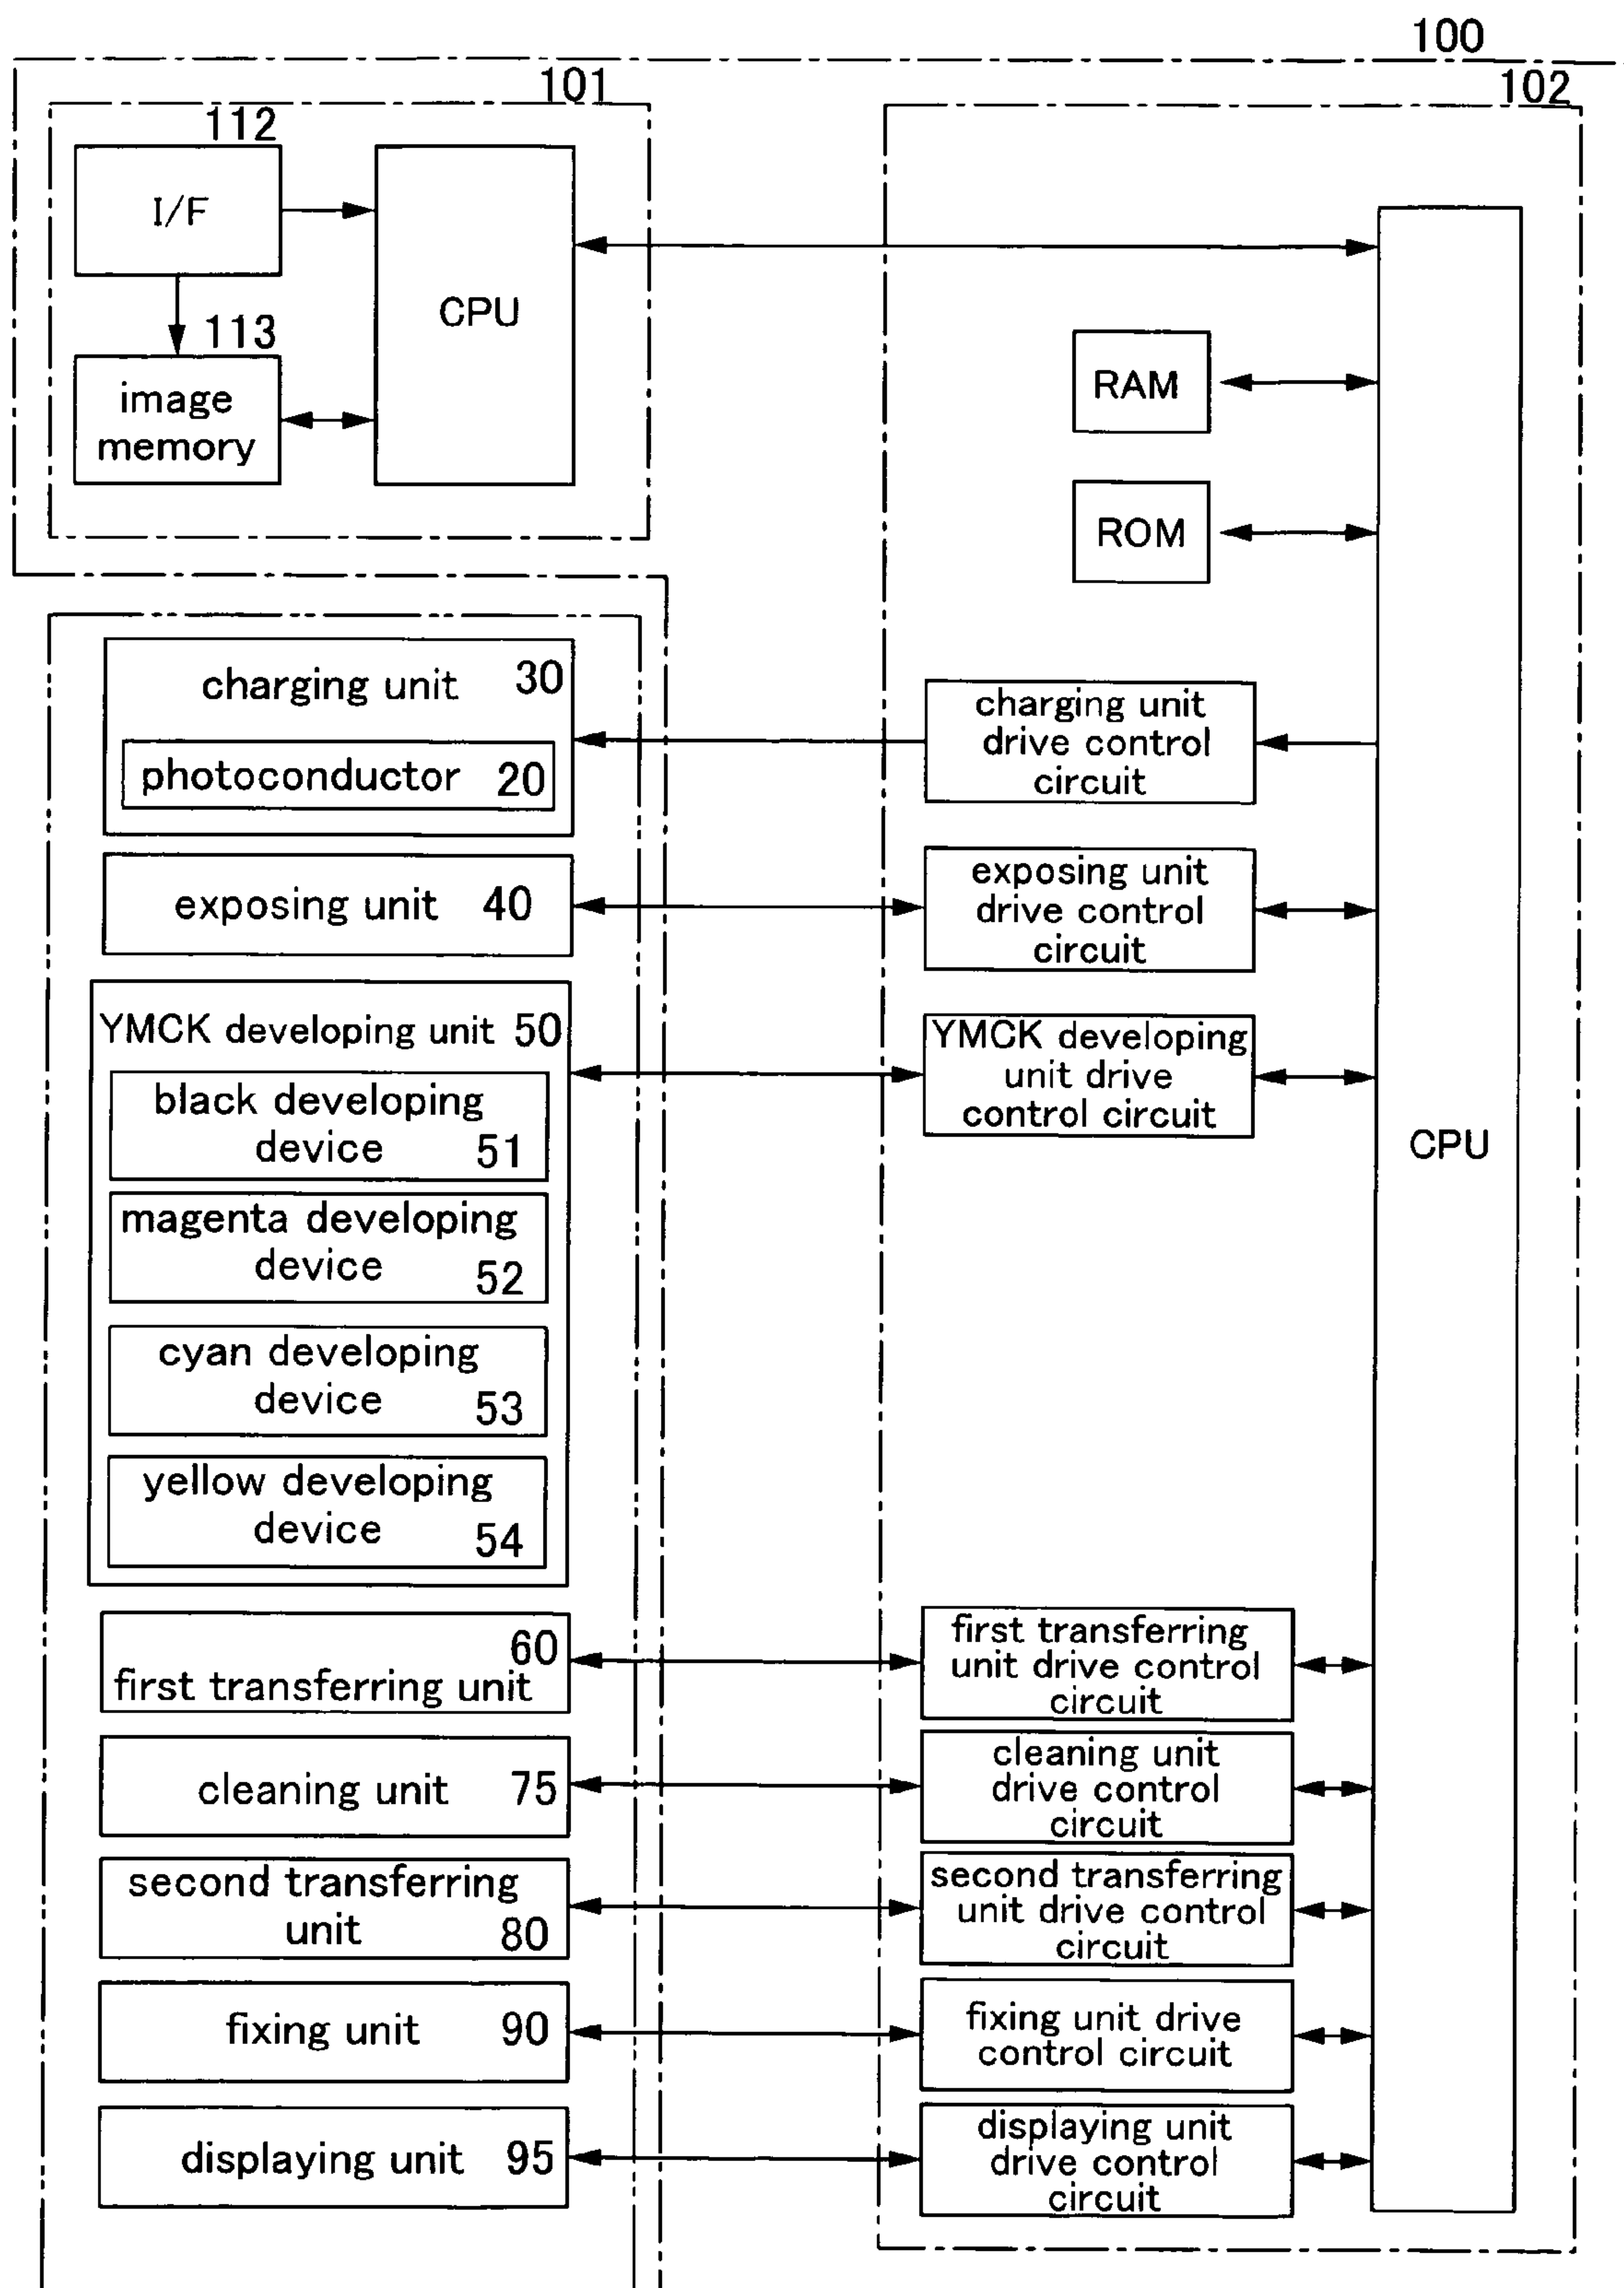 100
101
102
112
I/F
CPU
113
image
memory
RAM
ROM
charging unit 30
photoconductor 20
charging unit
drive control
circuit
exposing unit 40
exposing unit
drive control
circuit
YMCK developing unit 50
black developing
device 51
magenta developing
device 52
cyan developing
device 53
yellow developing
device 54
YMCK developing
unit drive
control circuit
CPU
60
first transferring unit
first transferring
unit drive control
circuit
cleaning unit 75
cleaning unit
drive control
circuit
second transferring
unit 80
second transferring
unit drive control
circuit
fixing unit 90
fixing unit drive
control circuit
displaying unit 95
displaying unit
drive control
circuit